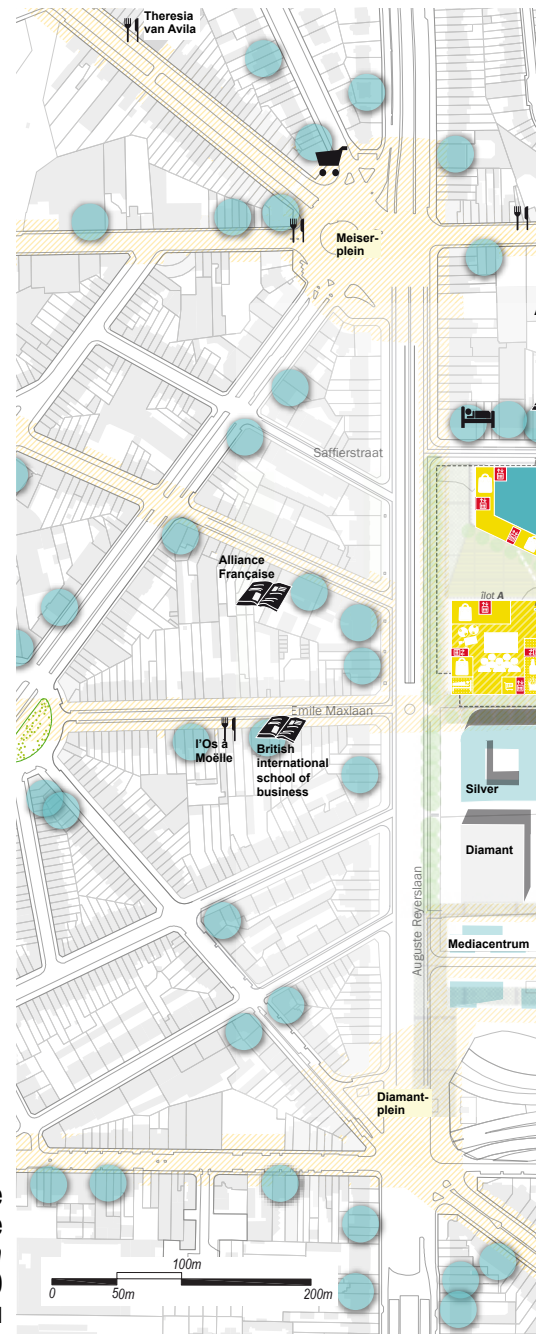 Theresia
van Avila
Meiser-
plein
Saffierstraat
Alliance
Française
îlot A
Emile Maxlaan
l'Os à
Moëlle
British
international
school of
business
Silver
Diamant
Auguste Reyerslaan
Mediacentrum
Diamant-
plein
100m
0
50m
200m